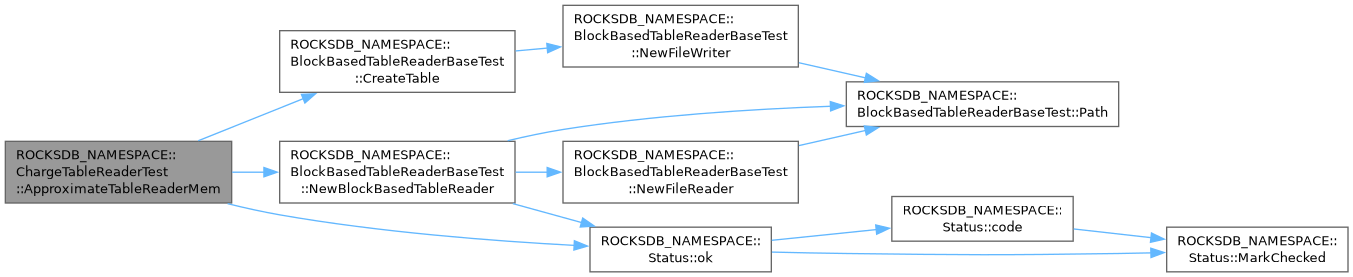 ROCKSDB_NAMESPACE::
CharGeTableReaderTest
::ApproximateTableReaderMem
ROCKSDB_NAMESPACE::
BlockBasedTableReaderBaseTest
::CreateTable
ROCKSDB_NAMESPACE::
BlockBasedTableReaderBaseTest
::NewFileWriter
ROCKSDB_NAMESPACE::
BlockBasedTableReaderBaseTest::Path
ROCKSDB_NAMESPACE::
BlockBasedTableReaderBaseTest
::NewBlockBasedTableReader
ROCKSDB_NAMESPACE::
BlockBasedTableReaderBaseTest
::NewFileReader
ROCKSDB_NAMESPACE::
Status::ok
ROCKSDB_NAMESPACE::
Status::code
ROCKSDB_NAMESPACE::
Status::MarkChecked